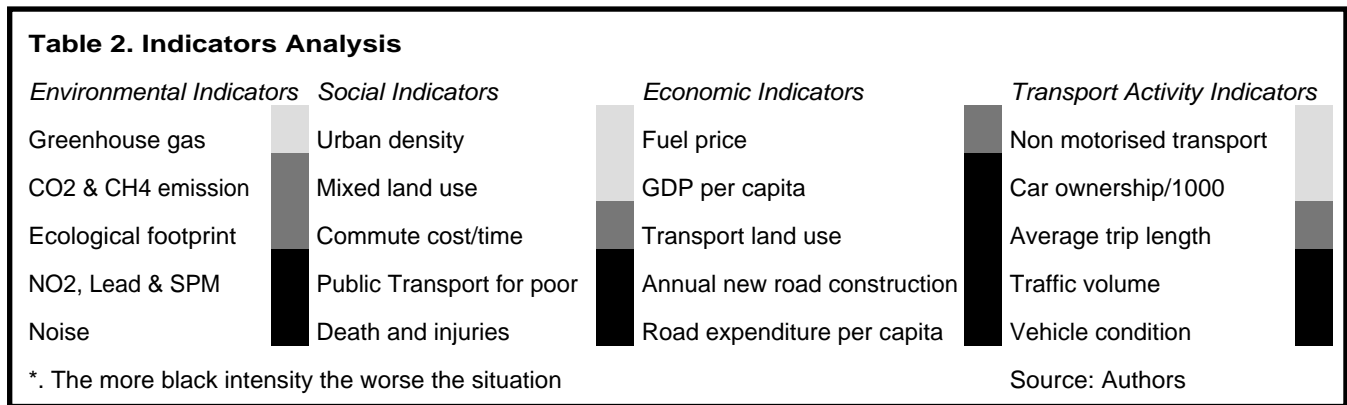 Table 2. Indicators Analysis
Environmental Indicators Social Indicators Economic Indicators Transport Activity Indicators
Greenhouse gas Urban density Fuel price Non motorised transport
CO2 & CH4 emission Mixed land use GDP per capita Car ownership/1000
Ecological footprint Commute cost/time Transport land use Average trip length
NO2, Lead & SPM Public Transport for poor Annual new road construction Traffic volume
Noise Death and injuries Road expenditure per capita Vehicle condition
*. The more black intensity the worse the situation Source: Authors